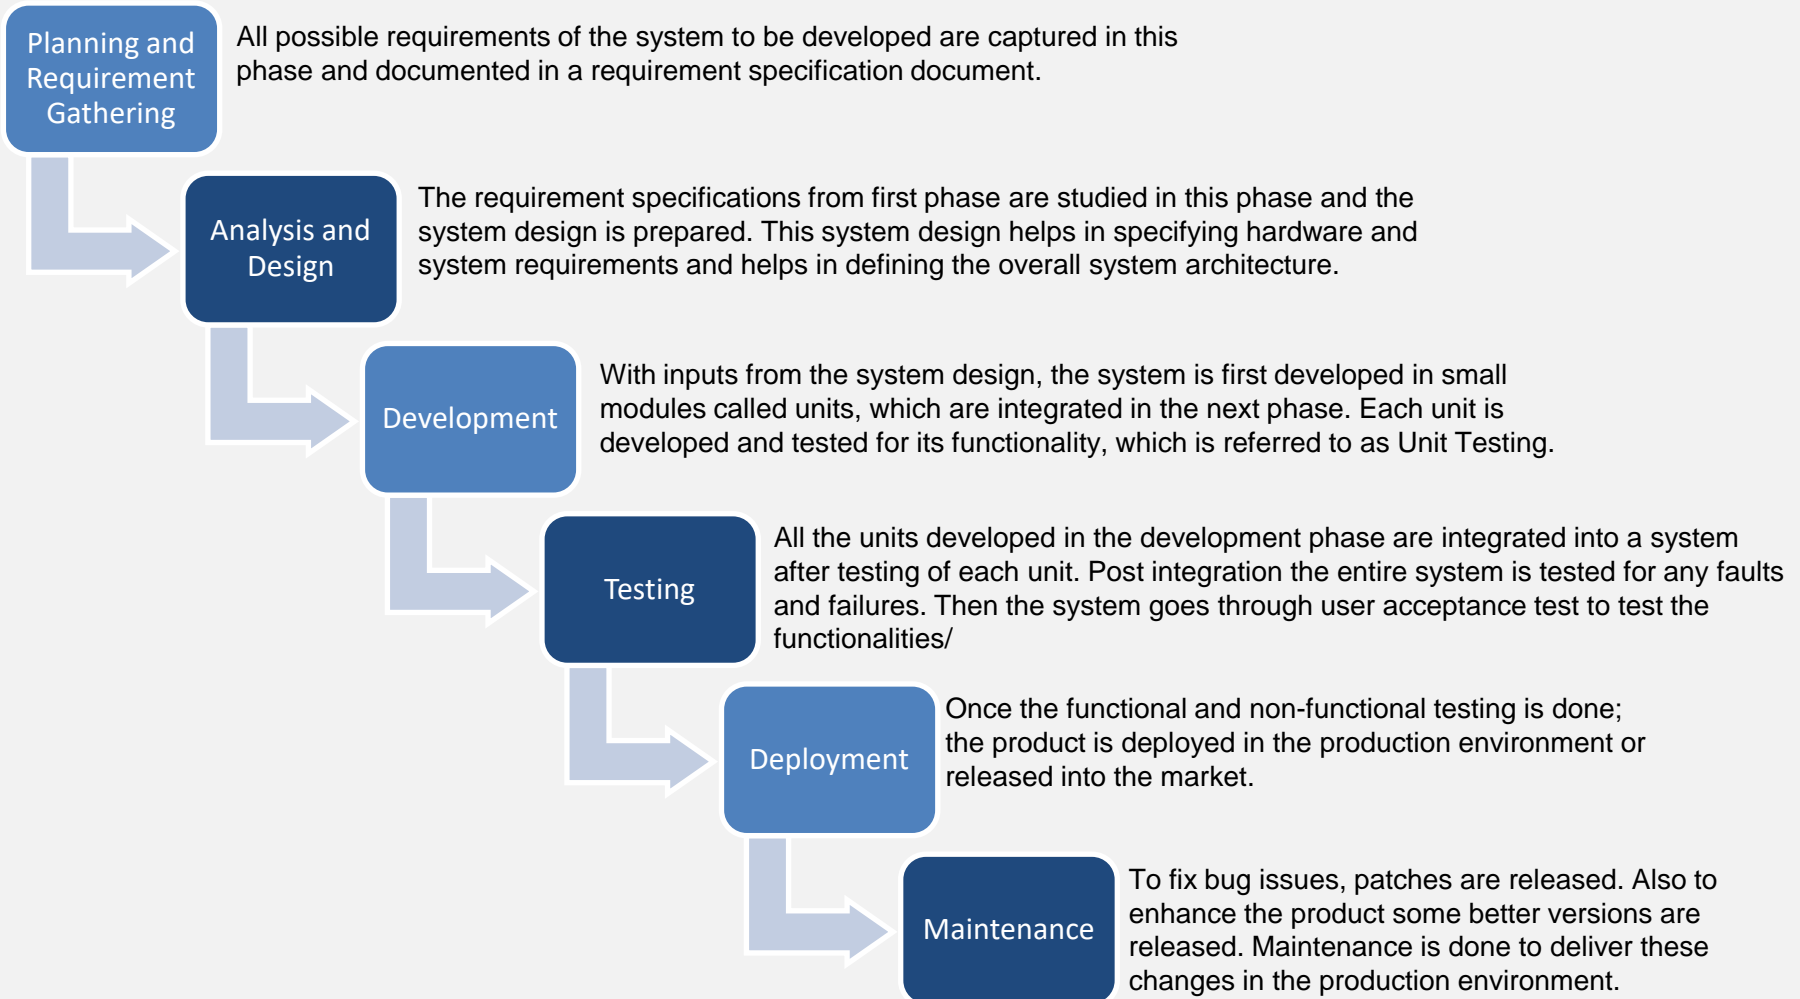 Planning and
Requirement
Gathering
All possible requirements of the system to be developed are captured in this
phase and documented in a requirement specification document.
Analysis and
Design
The requirement specifications from first phase are studied in this phase and the
system design is prepared. This system design helps in specifying hardware and
system requirements and helps in defining the overall system architecture.
Development
With inputs from the system design, the system is first developed in small
modules called units, which are integrated in the next phase. Each unit is
developed and tested for its functionality, which is referred to as Unit Testing.
Testing
All the units developed in the development phase are integrated into a system
after testing of each unit. Post integration the entire system is tested for any faults
and failures. Then the system goes through user acceptance test to test the
functionalities/
Deployment
Once the functional and non-functional testing is done;
the product is deployed in the production environment or
released into the market.
Maintenance
To fix bug issues, patches are released. Also to
enhance the product some better versions are
released. Maintenance is done to deliver these
changes in the production environment.